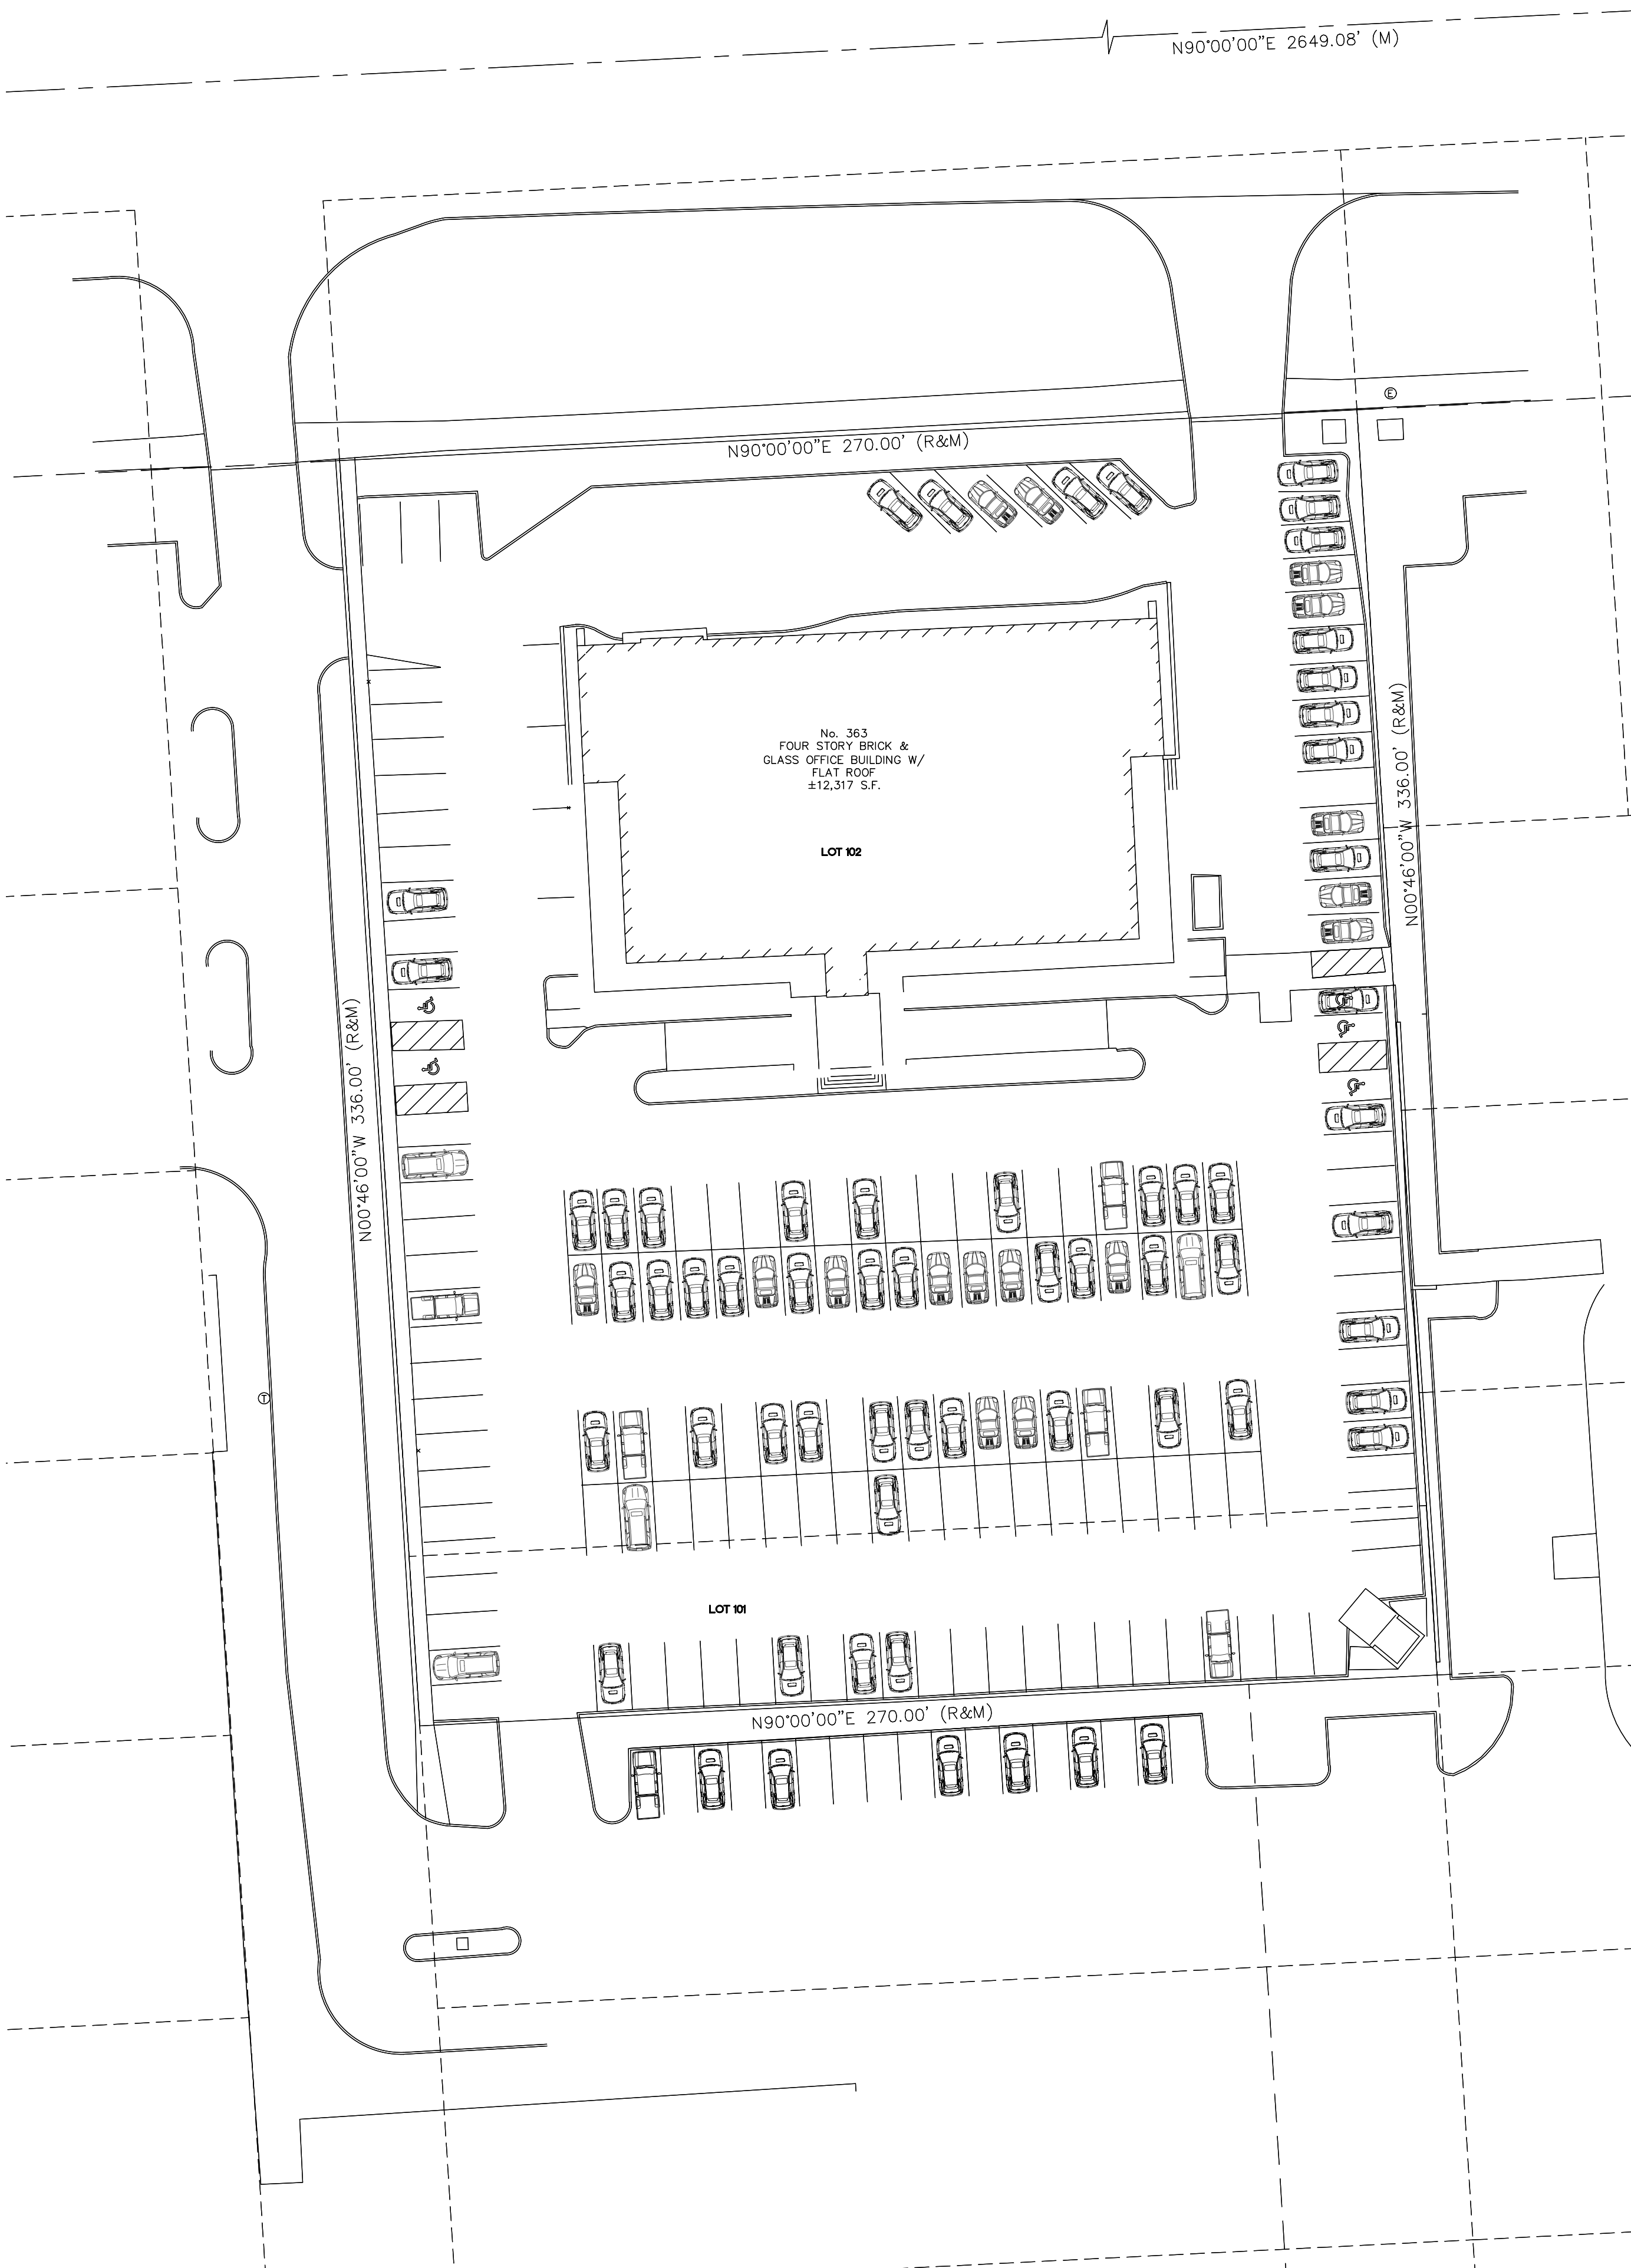 N90°00'00"E 2649.08' (M)
E
N90°00'00"E 270.00' (R&M)
No. 363
FOUR STORY BRICK &
GLASS OFFICE BUILDING W/
FLAT ROOF
±12,317 S.F.
LOT 102
N00°46'00"W 336.00' (R&M)
N00°46'00"W 336.00' (R&M)
T
LOT 101
N90°00'00"E 270.00' (R&M)